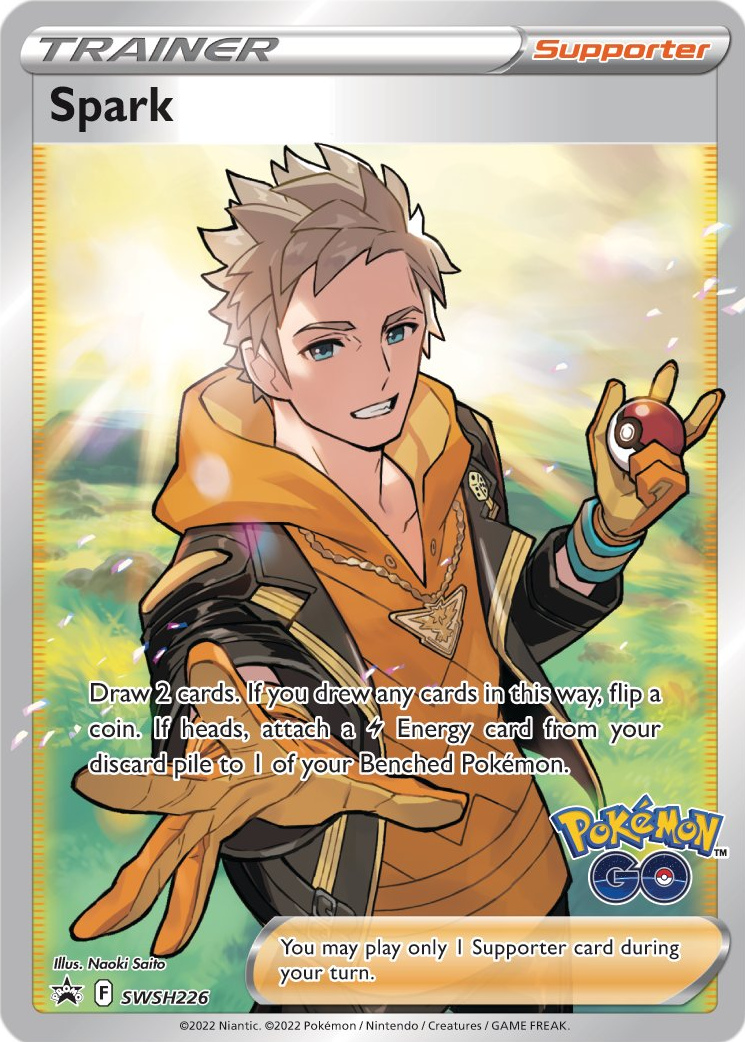 TRAINER
Supporter
Spark
Draw 2 cards. If you drew any cards in this way, flip a
coin. If heads, attach a Energy card from your
discard pile to 1 of your Benched Pokémon.
POKÉMON
GO
TM
You may play only 1 Supporter card during
your turn.
Illus. Naoki Saito
PROMO
F
SWSH226
©2022 Niantic. ©2022 Pokémon / Nintendo / Creatures / GAME FREAK.